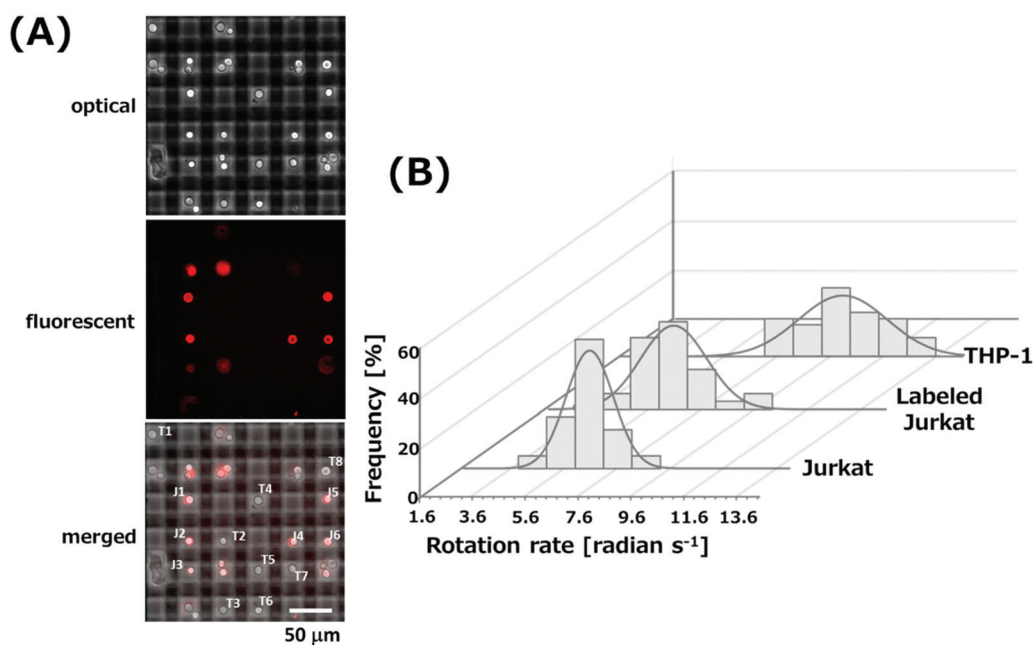 (A)
optical
fluorescent
merged
T1
T8
J1
T4
J5
J2
T2
J4
J6
J3
T5
T7
T3
T6
50 μm
(B)
Frequency [%]
60
40
20
0
1.6 3.6 5.6 7.6 9.6 11.6 13.6
Rotation rate [radian s⁻¹]
THP-1
Labeled
Jurkat
Jurkat